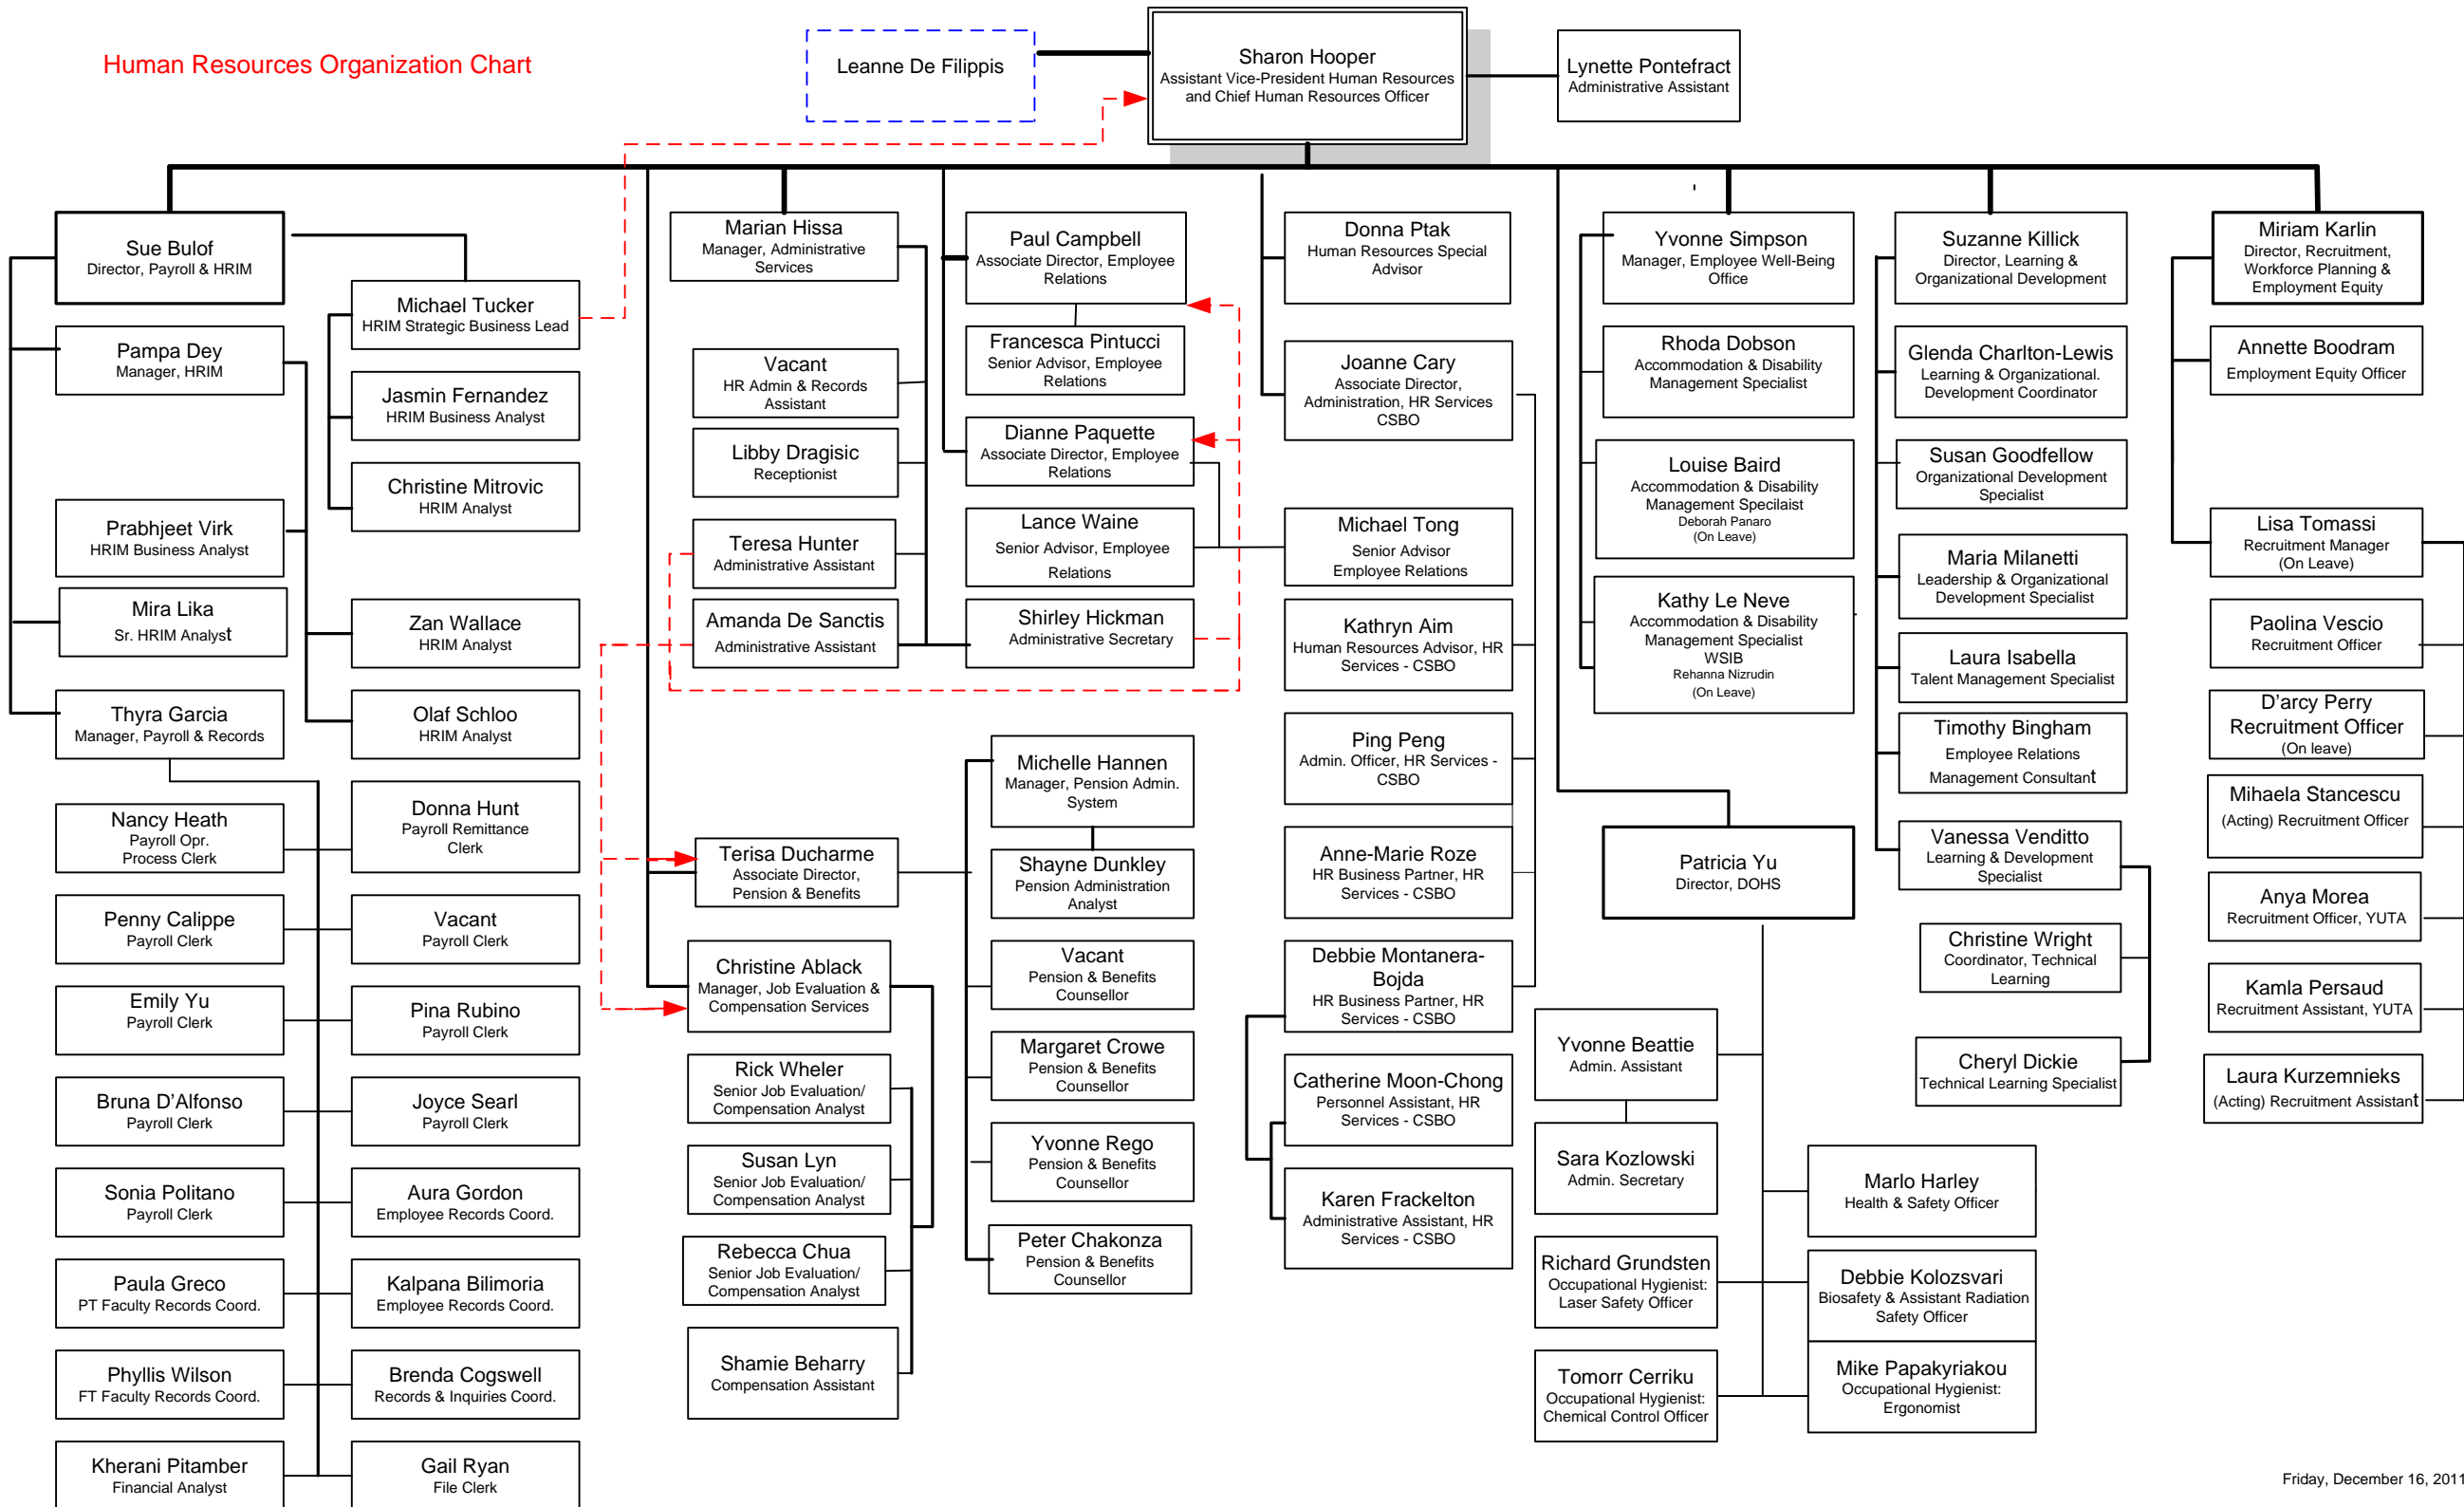 Human Resources Organization Chart
Leanne De Filippis
Sharon Hooper
Assistant Vice-President Human Resources
and Chief Human Resources Officer
Lynette Pontefract
Administrative Assistant
Sue Bulof
Director, Payroll & HRIM
Michael Tucker
HRIM Strategic Business Lead
Pampa Dey
Manager, HRIM
Jasmin Fernandez
HRIM Business Analyst
Christine Mitrovic
HRIM Analyst
Prabhjeet Virk
HRIM Business Analyst
Mira Lika
Sr. HRIM Analyst
Zan Wallace
HRIM Analyst
Thyra Garcia
Manager, Payroll & Records
Olaf Schloo
HRIM Analyst
Nancy Heath
Payroll Opr.
Process Clerk
Donna Hunt
Payroll Remittance
Clerk
Penny Calippe
Payroll Clerk
Vacant
Payroll Clerk
Emily Yu
Payroll Clerk
Pina Rubino
Payroll Clerk
Bruna D'Alfonso
Payroll Clerk
Joyce Searl
Payroll Clerk
Sonia Politano
Payroll Clerk
Aura Gordon
Employee Records Coord.
Paula Greco
PT Faculty Records Coord.
Kalpana Bilimoria
Employee Records Coord.
Phyllis Wilson
FT Faculty Records Coord.
Brenda Cogswell
Records & Inquiries Coord.
Kherani Pitamber
Financial Analyst
Gail Ryan
File Clerk
Marian Hissa
Manager, Administrative
Services
Vacant
HR Admin & Records
Assistant
Libby Dragisic
Receptionist
Teresa Hunter
Administrative Assistant
Amanda De Sanctis
Administrative Assistant
Terisa Ducharme
Associate Director,
Pension & Benefits
Christine Ablack
Manager, Job Evaluation &
Compensation Services
Rick Wheler
Senior Job Evaluation/
Compensation Analyst
Susan Lyn
Senior Job Evaluation/
Compensation Analyst
Rebecca Chua
Senior Job Evaluation/
Compensation Analyst
Shamie Beharry
Compensation Assistant
Paul Campbell
Associate Director, Employee
Relations
Francesca Pintucci
Senior Advisor, Employee
Relations
Dianne Paquette
Associate Director, Employee
Relations
Lance Waine
Senior Advisor, Employee
Relations
Shirley Hickman
Administrative Secretary
Michelle Hannen
Manager, Pension Admin.
System
Shayne Dunkley
Pension Administration
Analyst
Vacant
Pension & Benefits
Counsellor
Margaret Crowe
Pension & Benefits
Counsellor
Yvonne Rego
Pension & Benefits
Counsellor
Peter Chakonza
Pension & Benefits
Counsellor
Donna Ptak
Human Resources Special
Advisor
Joanne Cary
Associate Director,
Administration, HR Services
CSBO
Michael Tong
Senior Advisor
Employee Relations
Kathryn Aim
Human Resources Advisor, HR
Services - CSBO
Ping Peng
Admin. Officer, HR Services -
CSBO
Anne-Marie Roze
HR Business Partner, HR
Services - CSBO
Debbie Montanera-
Bojda
HR Business Partner, HR
Services - CSBO
Catherine Moon-Chong
Personnel Assistant, HR
Services - CSBO
Karen Frackelton
Administrative Assistant, HR
Services - CSBO
Yvonne Simpson
Manager, Employee Well-Being
Office
Rhoda Dobson
Accommodation & Disability
Management Specialist
Louise Baird
Accommodation & Disability
Management Specilaist
Deborah Panaro
(On Leave)
Kathy Le Neve
Accommodation & Disability
Management Specialist
WSIB
Rehanna Nizrudin
(On Leave)
Patricia Yu
Director, DOHS
Yvonne Beattie
Admin. Assistant
Sara Kozlowski
Admin. Secretary
Marlo Harley
Health & Safety Officer
Richard Grundsten
Occupational Hygienist:
Laser Safety Officer
Debbie Kolozsvari
Biosafety & Assistant Radiation
Safety Officer
Tomorr Cerriku
Occupational Hygienist:
Chemical Control Officer
Mike Papakyriakou
Occupational Hygienist:
Ergonomist
Suzanne Killick
Director, Learning &
Organizational Development
Glenda Charlton-Lewis
Learning & Organizational.
Development Coordinator
Susan Goodfellow
Organizational Development
Specialist
Maria Milanetti
Leadership & Organizational
Development Specialist
Laura Isabella
Talent Management Specialist
Timothy Bingham
Employee Relations
Management Consultant
Vanessa Venditto
Learning & Development
Specialist
Christine Wright
Coordinator, Technical
Learning
Cheryl Dickie
Technical Learning Specialist
Miriam Karlin
Director, Recruitment,
Workforce Planning &
Employment Equity
Annette Boodram
Employment Equity Officer
Lisa Tomassi
Recruitment Manager
(On Leave)
Paolina Vescio
Recruitment Officer
D'arcy Perry
Recruitment Officer
(On leave)
Mihaela Stancescu
(Acting) Recruitment Officer
Anya Morea
Recruitment Officer, YUTA
Kamla Persaud
Recruitment Assistant, YUTA
Laura Kurzemnieks
(Acting) Recruitment Assistant
Friday, December 16, 2011